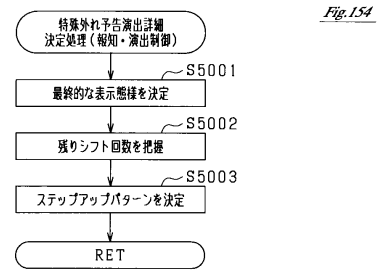 Fig.154
特殊外れ予告演出詳細
決定処理(報知・演出制御)
S5001
最終的な表示態様を決定
S5002
残りシフト回数を把握
S5003
ステップアップパターンを決定
RET